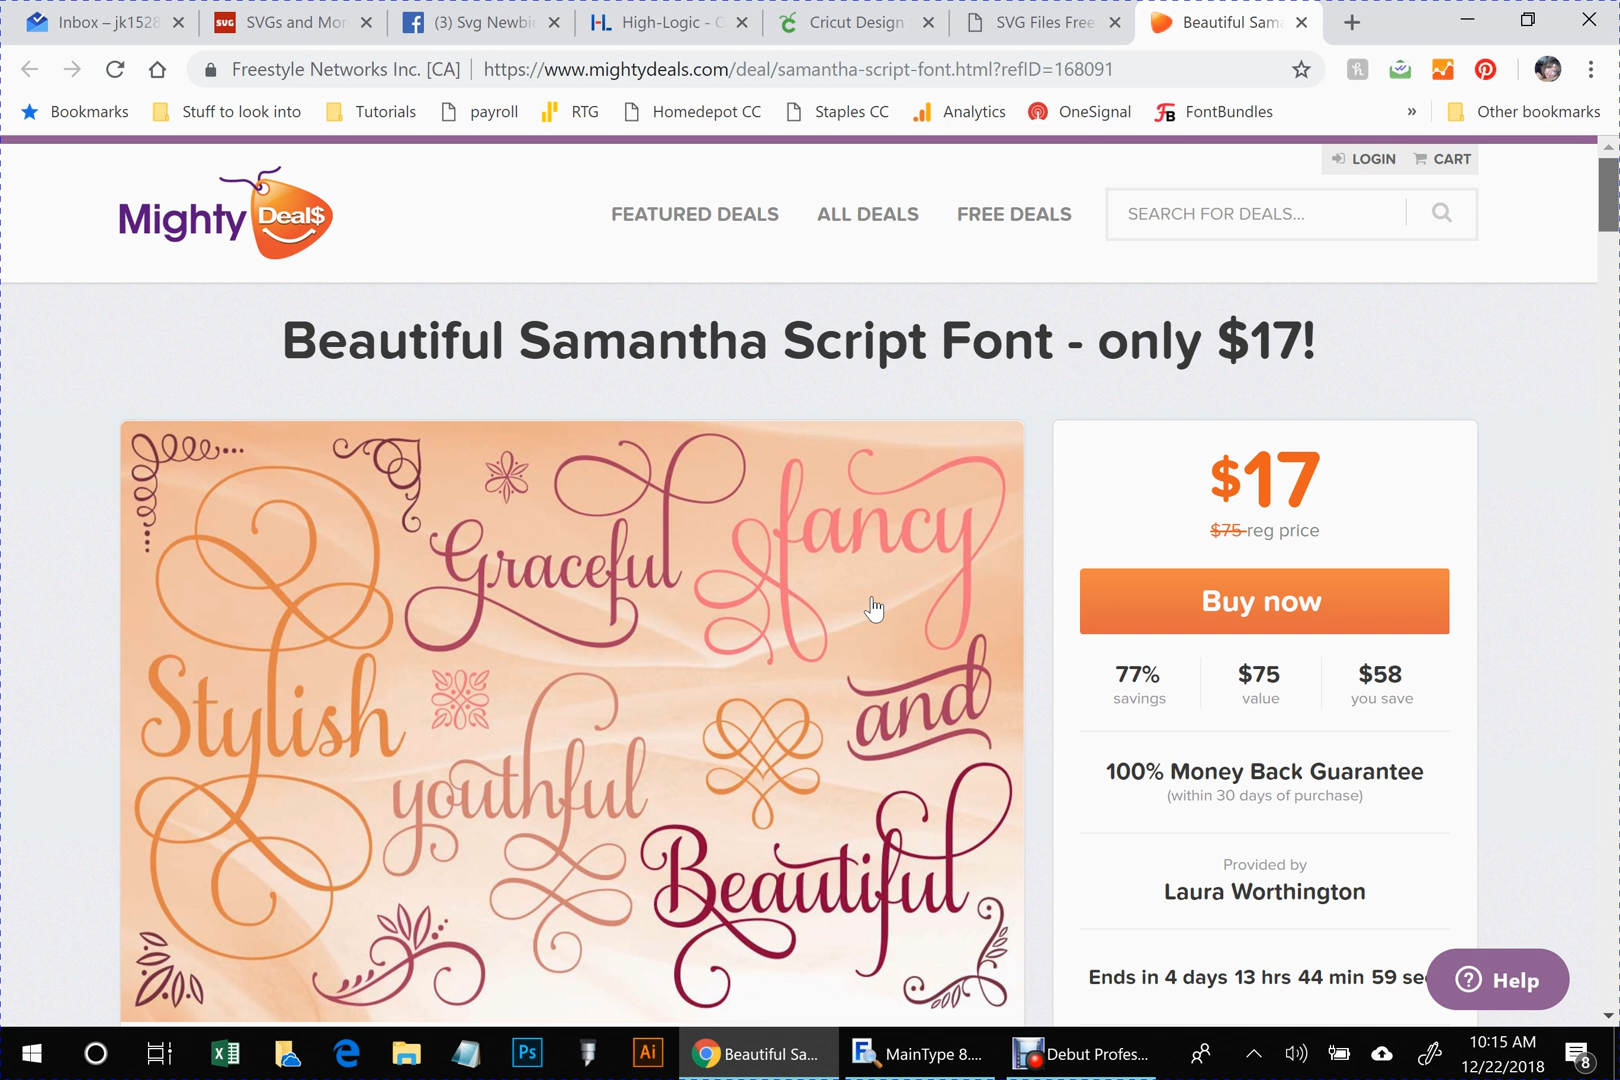 Inbox – jk1528
SVG SVGs and Mor
(3) Svg Newbie
H-L High-Logic - C
Cricut Design
SVG Files Free
Beautiful Sama
Freestyle Networks Inc. [CA] | https://www.mightydeals.com/deal/samantha-script-font.html?refID=168091
Bookmarks
Stuff to look into
Tutorials
payroll
RTG
Homedepot CC
Staples CC
Analytics
OneSignal
FB FontBundles
»
Other bookmarks
LOGIN CART
Mighty Deal$
FEATURED DEALS ALL DEALS FREE DEALS
SEARCH FOR DEALS...
Beautiful Samantha Script Font - only $17!
Graceful
fancy
Stylish
and
youthful
Beautiful
$17
$75 reg price
Buy now
77% $75 $58
savings value you save
100% Money Back Guarantee
(within 30 days of purchase)
Provided by
Laura Worthington
Ends in 4 days 13 hrs 44 min 59 se
? Help
Ps
Ai
Beautiful Sa...
MainType 8....
Debut Profes...
10:15 AM
12/22/2018
8